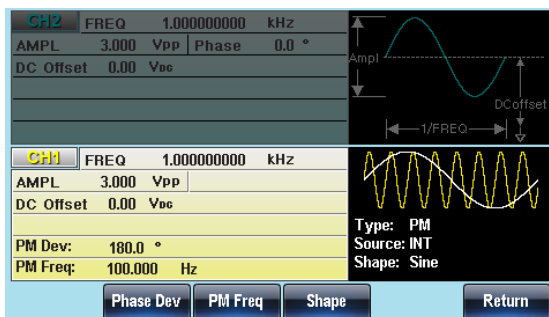 CH2 FREQ 1.000000000 kHz
AMPL 3.000 Vpp Phase 0.0 °
DC Offset 0.00 VDC
Ampl
DCoffset
1/FREQ
CH1 FREQ 1.000000000 kHz
AMPL 3.000 Vpp
DC Offset 0.00 VDC
PM Dev: 180.0 °
PM Freq: 100.000 Hz
Type: PM
Source: INT
Shape: Sine
Phase Dev PM Freq Shape Return